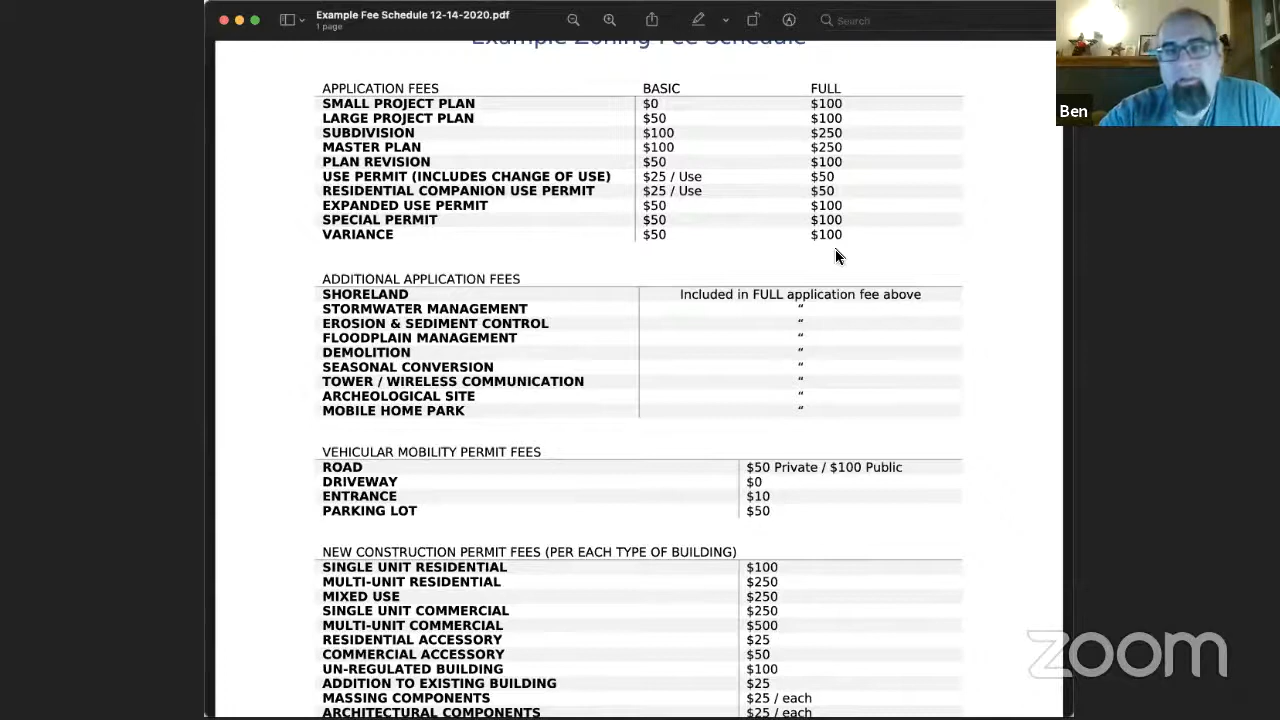 Example Fee Schedule 12-14-2020.pdf
1 page
Search
Example Zoning Fee Schedule
Ben
APPLICATION FEES BASIC FULL
SMALL PROJECT PLAN $0 $100
LARGE PROJECT PLAN $50 $100
SUBDIVISION $100 $250
MASTER PLAN $100 $250
PLAN REVISION $50 $100
USE PERMIT (INCLUDES CHANGE OF USE) $25 / Use $50
RESIDENTIAL COMPANION USE PERMIT $25 / Use $50
EXPANDED USE PERMIT $50 $100
SPECIAL PERMIT $50 $100
VARIANCE $50 $100
ADDITIONAL APPLICATION FEES
SHORELAND Included in FULL application fee above
STORMWATER MANAGEMENT “
EROSION & SEDIMENT CONTROL “
FLOODPLAIN MANAGEMENT “
DEMOLITION “
SEASONAL CONVERSION “
TOWER / WIRELESS COMMUNICATION “
ARCHEOLOGICAL SITE “
MOBILE HOME PARK “
VEHICULAR MOBILITY PERMIT FEES
ROAD $50 Private / $100 Public
DRIVEWAY $0
ENTRANCE $10
PARKING LOT $50
NEW CONSTRUCTION PERMIT FEES (PER EACH TYPE OF BUILDING)
SINGLE UNIT RESIDENTIAL $100
MULTI-UNIT RESIDENTIAL $250
MIXED USE $250
SINGLE UNIT COMMERCIAL $250
MULTI-UNIT COMMERCIAL $500
RESIDENTIAL ACCESSORY $25
COMMERCIAL ACCESSORY $50
UN-REGULATED BUILDING $100
ADDITION TO EXISTING BUILDING $25
MASSING COMPONENTS $25 / each
ARCHITECTURAL COMPONENTS $25 / each
zoom